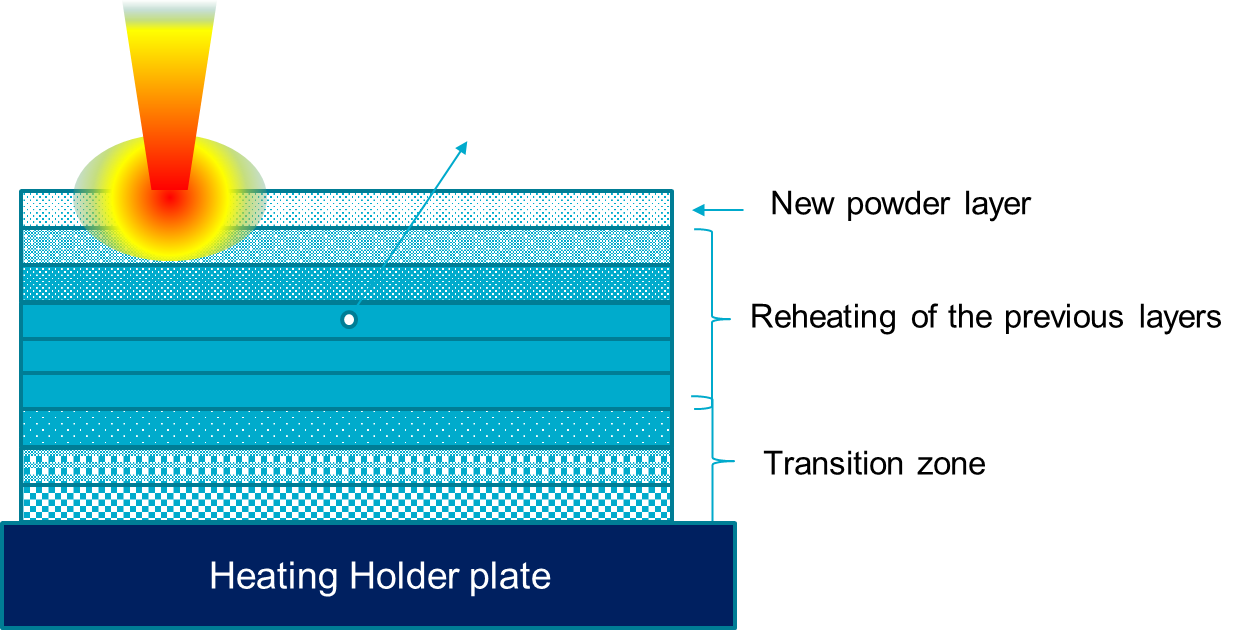 New powder layer
Reheating of the previous layers
Transition zone
Heating Holder plate